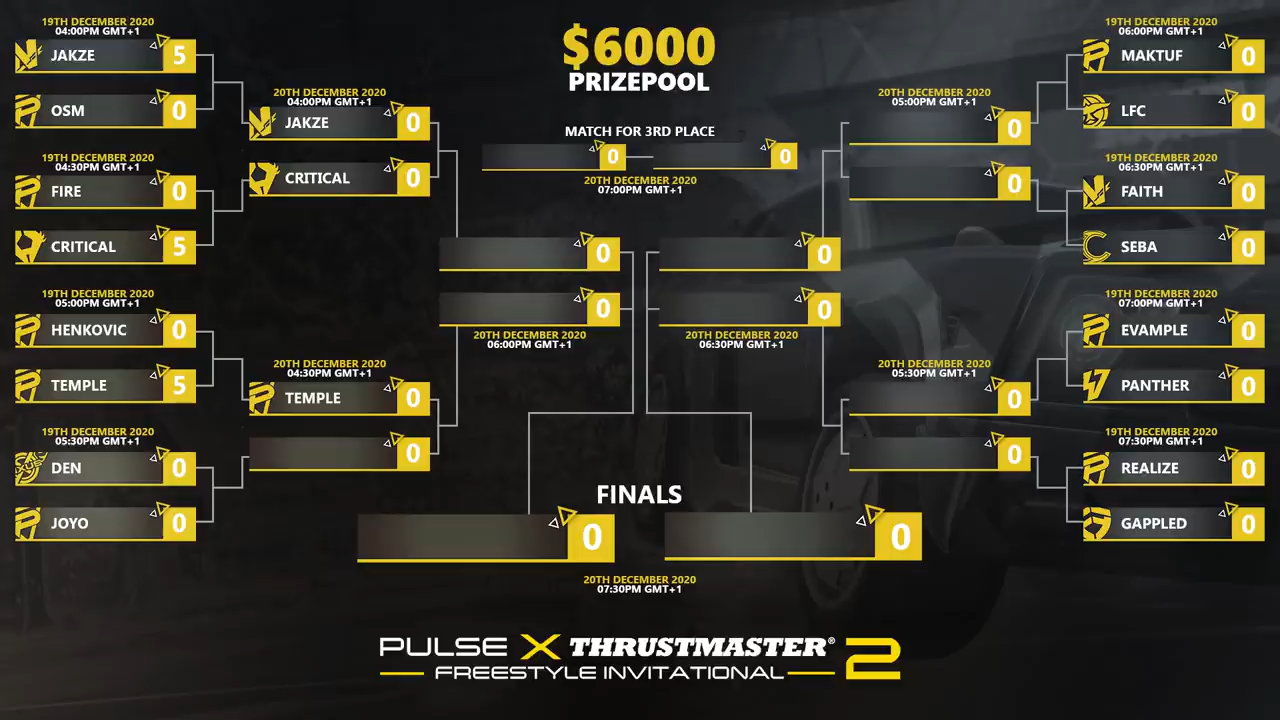 19TH DECEMBER 2020
04:00PM GMT+1
JAKZE 5
OSM 0
19TH DECEMBER 2020
04:30PM GMT+1
FIRE 0
CRITICAL 5
19TH DECEMBER 2020
05:00PM GMT+1
HENKOVIC 0
TEMPLE 5
19TH DECEMBER 2020
05:30PM GMT+1
DEN 0
JOYO 0
20TH DECEMBER 2020
04:00PM GMT+1
JAKZE 0
CRITICAL 0
20TH DECEMBER 2020
04:30PM GMT+1
TEMPLE 0
0
$6000
PRIZEPOOL
MATCH FOR 3RD PLACE
0 0
20TH DECEMBER 2020
07:00PM GMT+1
0
0
20TH DECEMBER 2020
06:00PM GMT+1
0
0
20TH DECEMBER 2020
06:30PM GMT+1
FINALS
0 0
20TH DECEMBER 2020
07:30PM GMT+1
20TH DECEMBER 2020
05:00PM GMT+1
0
0
20TH DECEMBER 2020
05:30PM GMT+1
0
0
19TH DECEMBER 2020
06:00PM GMT+1
MAKTUF 0
LFC 0
19TH DECEMBER 2020
06:30PM GMT+1
FAITH 0
SEBA 0
19TH DECEMBER 2020
07:00PM GMT+1
EVAMPLE 0
PANTHER 0
19TH DECEMBER 2020
07:30PM GMT+1
REALIZE 0
GAPPLED 0
PULSE X THRUSTMASTER® 2
FREESTYLE INVITATIONAL